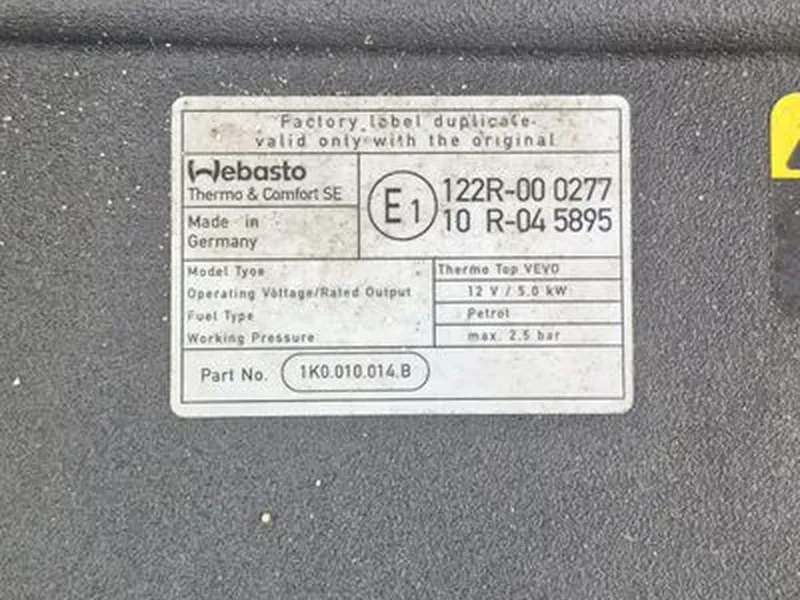 Factory label duplicate
valid only with the original
Webasto
Thermo & Comfort SE
Made in
Germany
E1
122R-00 0277
10 R-04 5895
Model Type Thermo Top VEVO
Operating Voltage/Rated Output 12 V / 5.0 kW
Fuel Type Petrol
Working Pressure max. 2.5 bar
Part No. 1K0.010.014.B